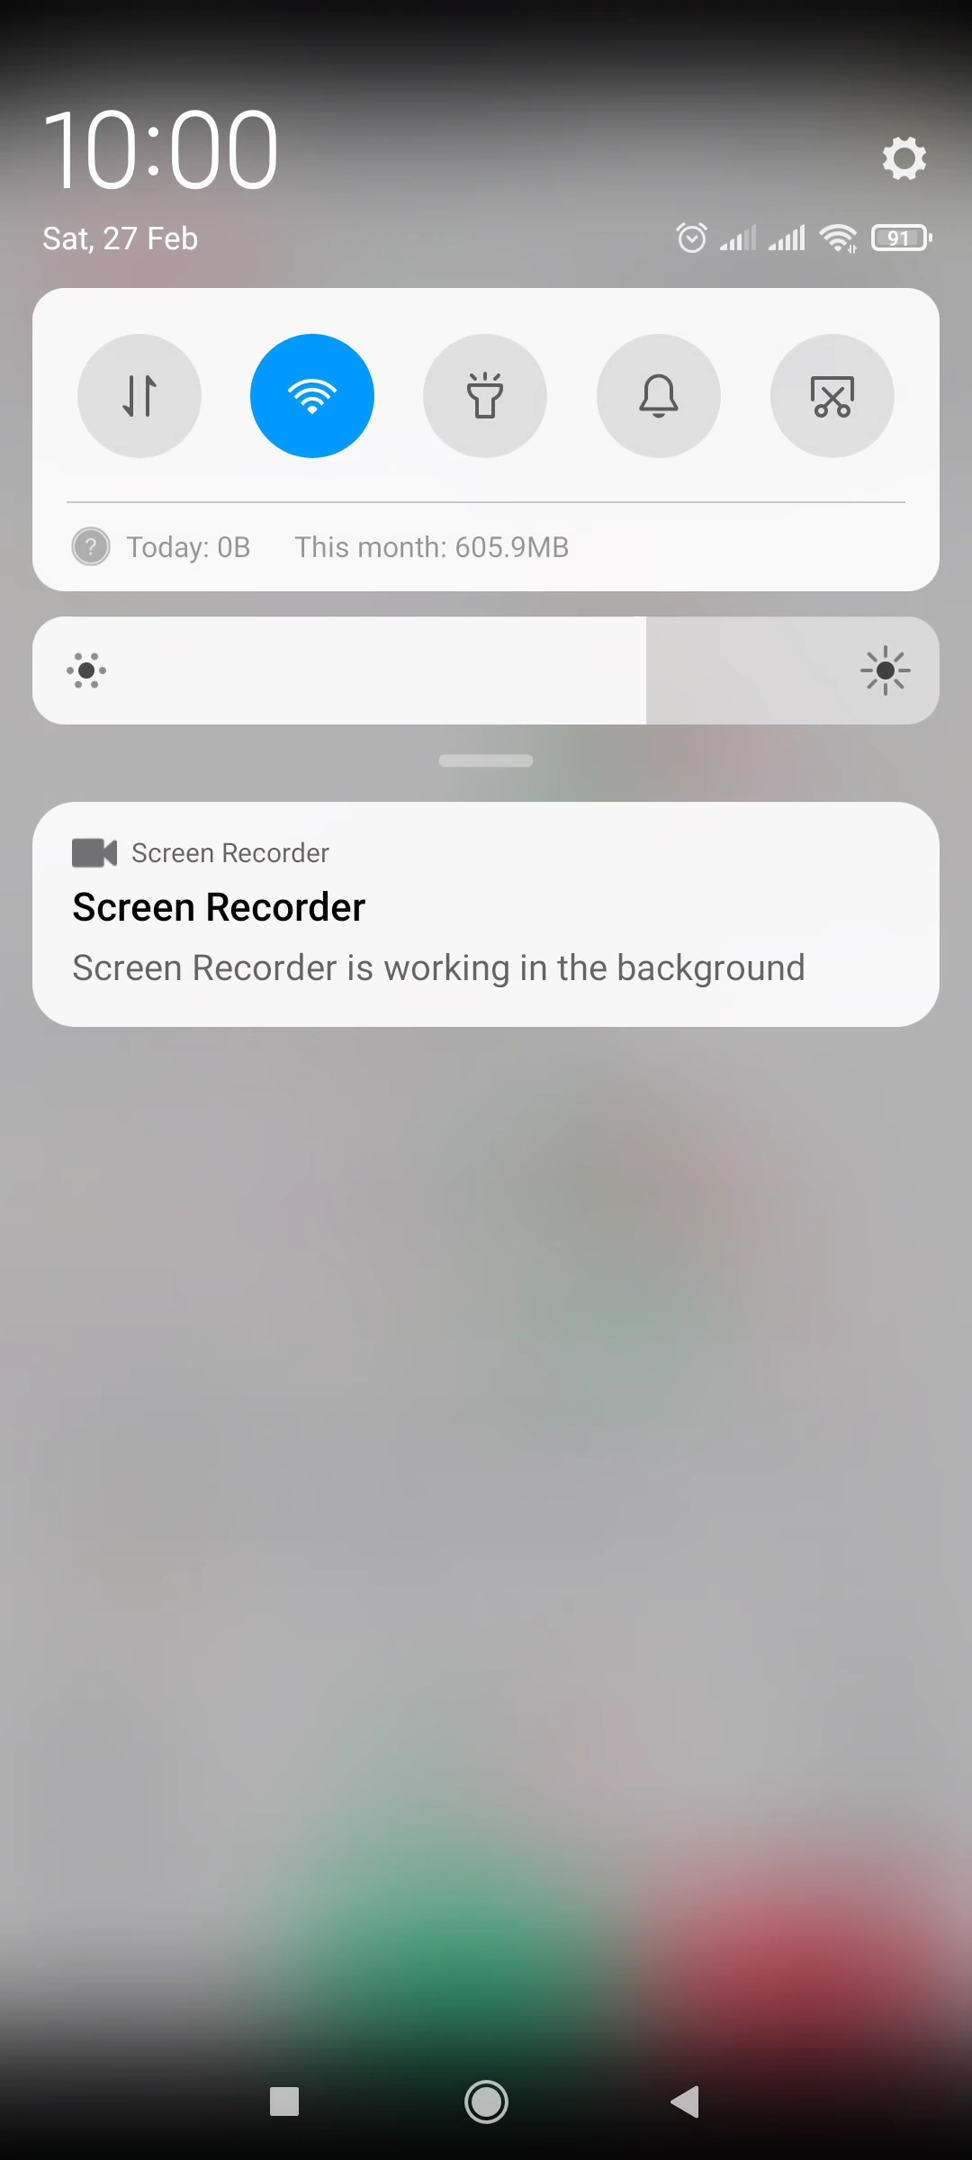 10:00
Sat, 27 Feb
91
? Today: 0B This month: 605.9MB
Screen Recorder
Screen Recorder
Screen Recorder is working in the background